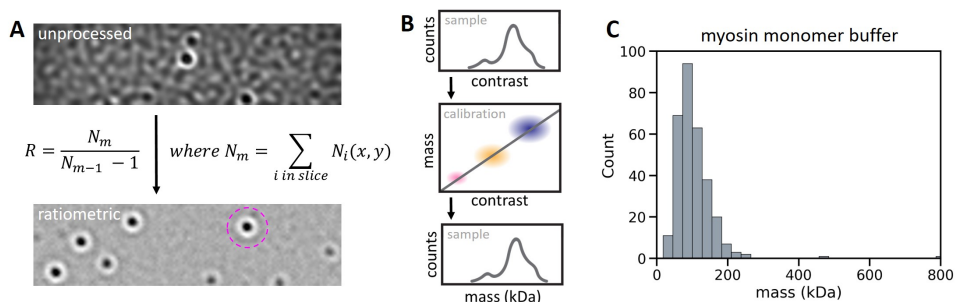 A
unprocessed
R = N_m / (N_{m−1} − 1) where N_m = ∑_{i in slice} N_i(x, y)
ratiometric
B
sample
counts
contrast
calibration
mass
contrast
sample
counts
mass (kDa)
C
myosin monomer buffer
Count
100
80
60
40
20
0
0 200 400 600 800
mass (kDa)